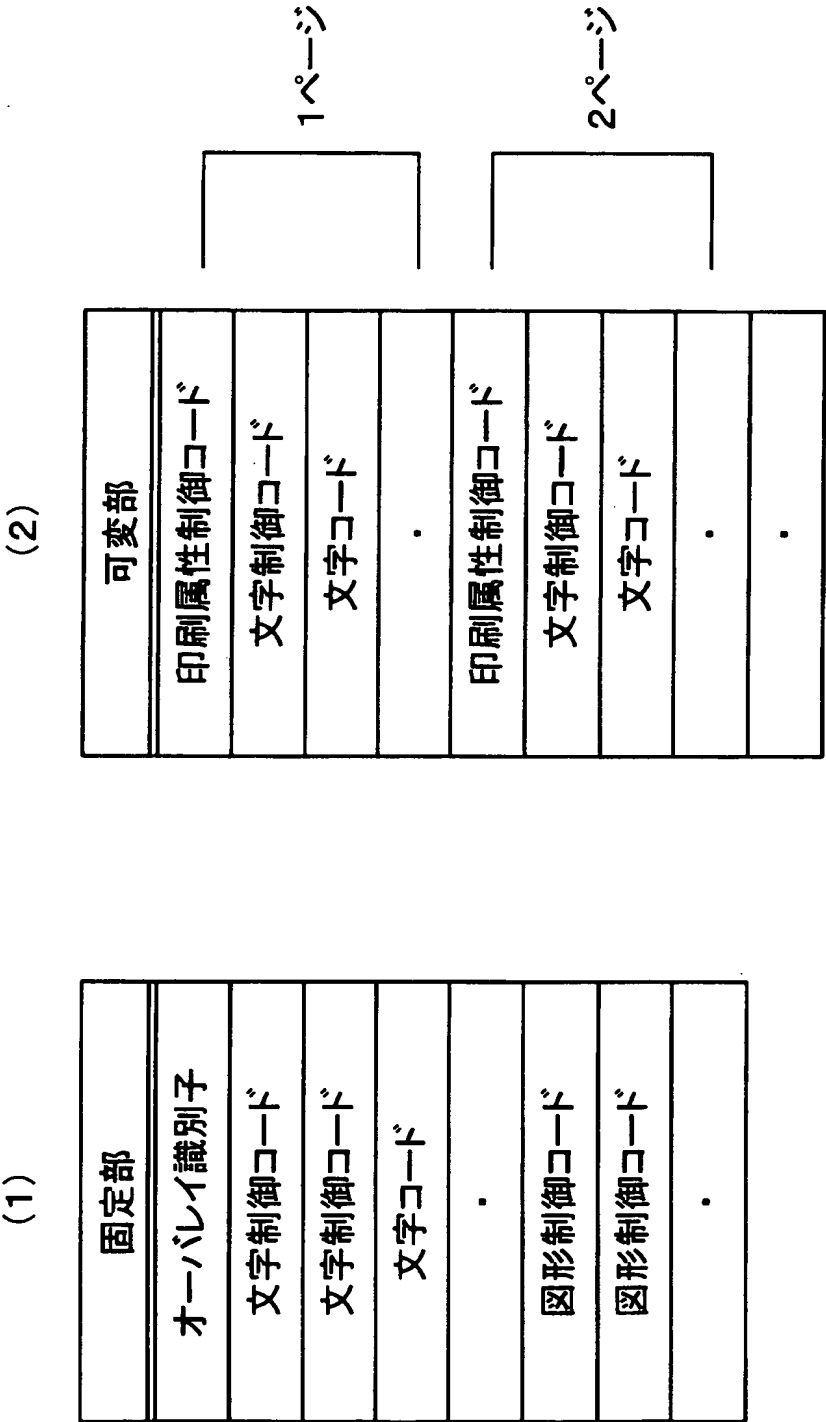 (1)
固定部
オーバレイ識別子
文字制御コード
文字制御コード
文字コード
・
図形制御コード
図形制御コード
・
(2)
可変部
印刷属性制御コード
文字制御コード
文字コード
・
印刷属性制御コード
文字制御コード
文字コード
・
・
1ページ
2ページ